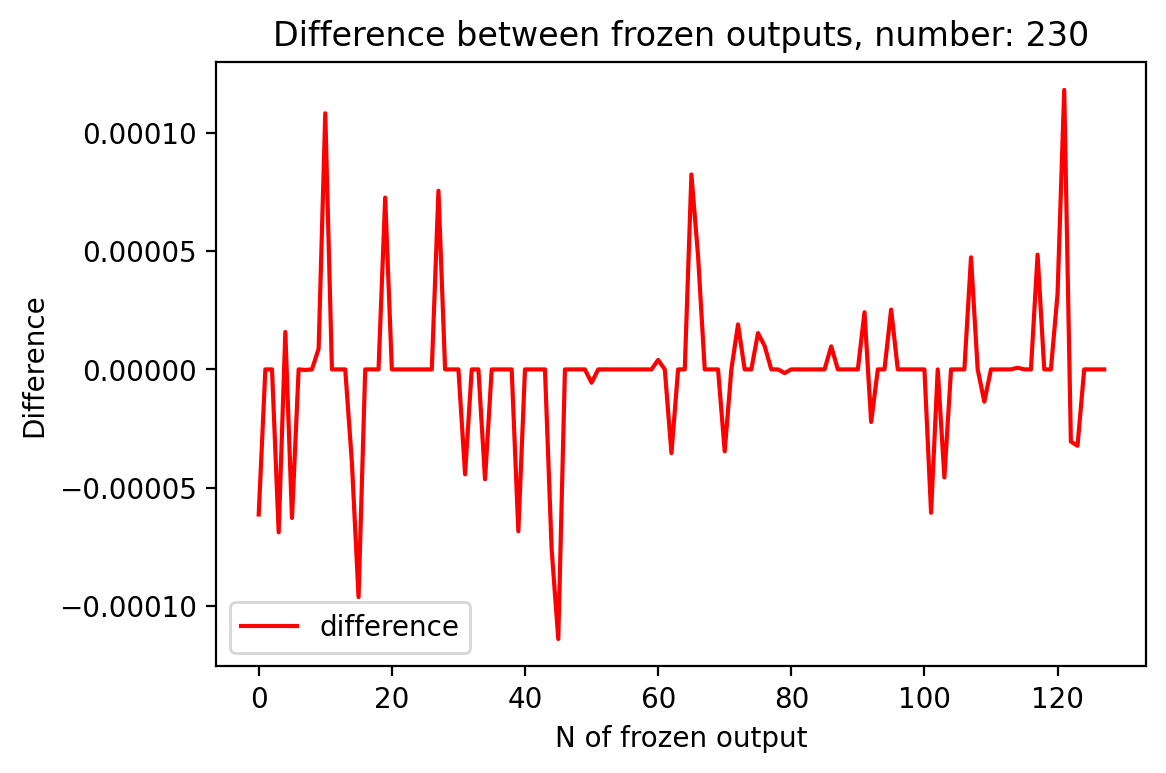 Difference between frozen outputs, number: 230
0.00010
0.00005
0.00000
−0.00005
−0.00010
Difference
difference
0 20 40 60 80 100 120
N of frozen output